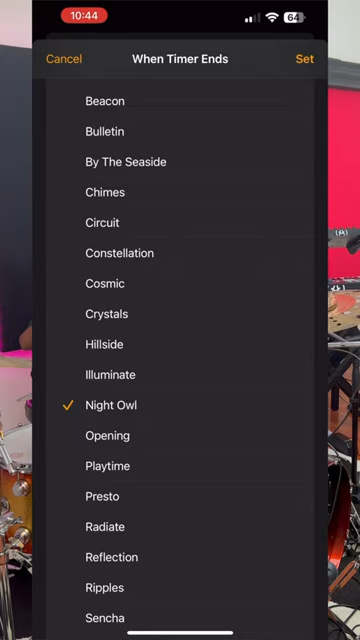 10:44
64
Cancel
When Timer Ends
Set
Beacon
Bulletin
By The Seaside
Chimes
Circuit
Constellation
Cosmic
Crystals
Hillside
Illuminate
Night Owl
Opening
Playtime
Presto
Radiate
Reflection
Ripples
Sencha